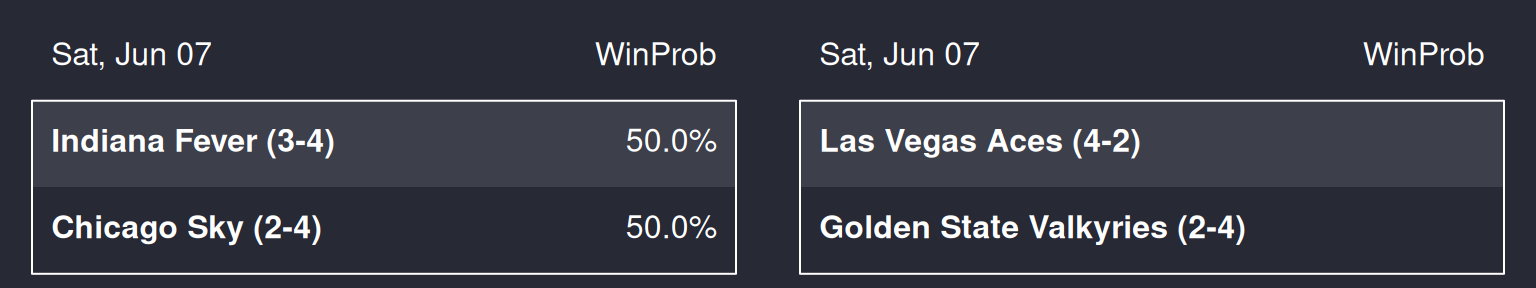 Sat, Jun 07 WinProb
Indiana Fever (3-4) 50.0%
Chicago Sky (2-4) 50.0%
Sat, Jun 07 WinProb
Las Vegas Aces (4-2)
Golden State Valkyries (2-4)